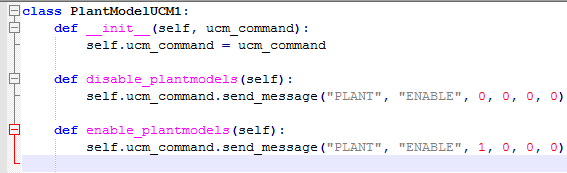 class PlantModelUCM1:
    def __init__(self, ucm_command):
        self.ucm_command = ucm_command
    def disable_plantmodels(self):
        self.ucm_command.send_message("PLANT", "ENABLE", 0, 0, 0, 0)
    def enable_plantmodels(self):
        self.ucm_command.send_message("PLANT", "ENABLE", 1, 0, 0, 0)